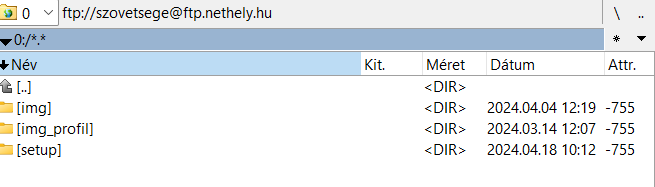 0 ftp://szovetsege@ftp.nethely.hu \ ..
0:/*.* * 
Név Kit. Méret Dátum Attr.
[..] <DIR>
[img] <DIR> 2024.04.04 12:19 -755
[img_profil] <DIR> 2024.03.14 12:07 -755
[setup] <DIR> 2024.04.18 10:12 -755